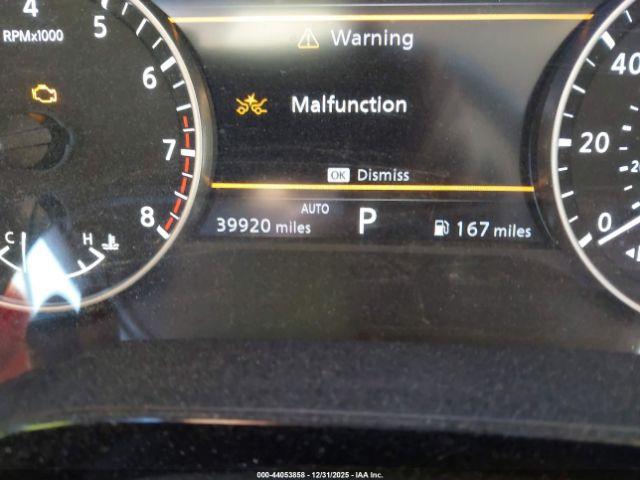 4
5
RPMx1000
6
7
8
C
H
Warning
Malfunction
OK Dismiss
AUTO
39920 miles
P
167 miles
40
20
20
0
000-44053858 - 12/31/2025 - IAA Inc.